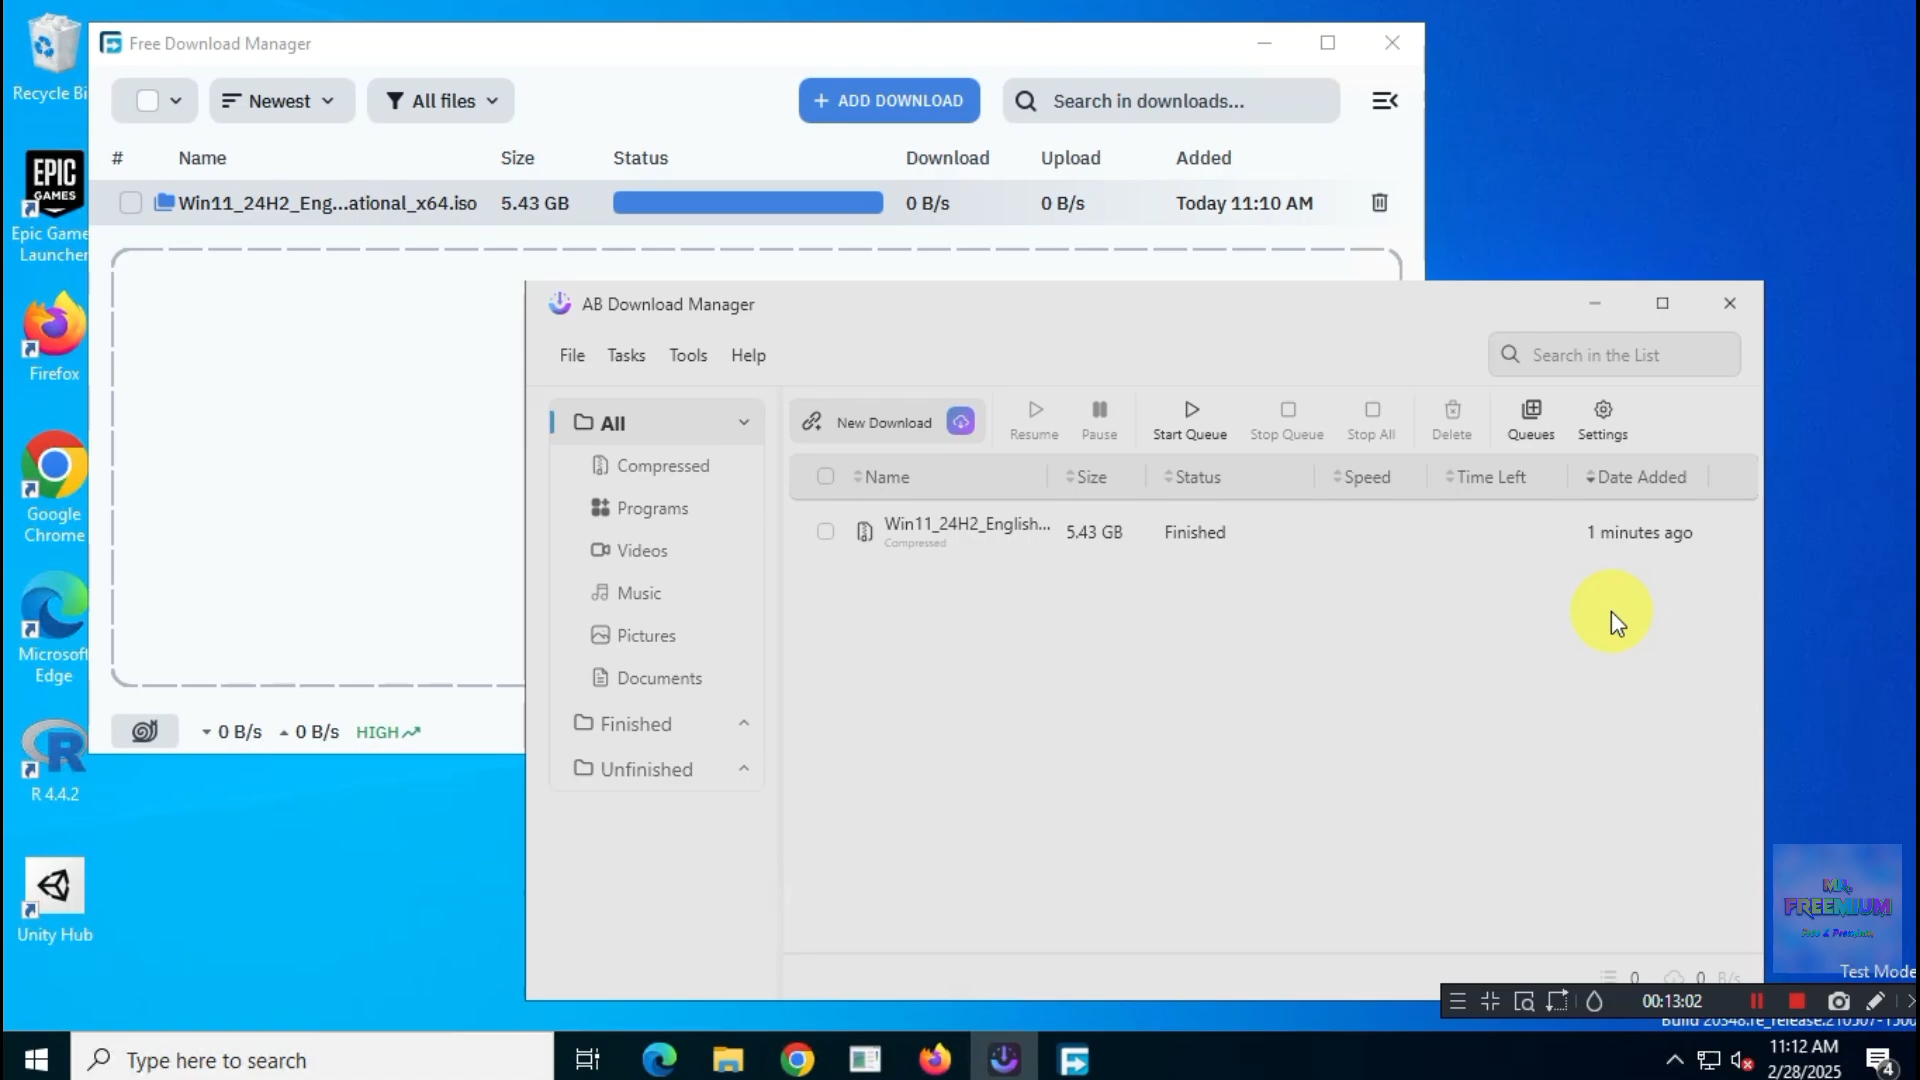 Recycle Bi
Epic Game
Launcher
Firefox
Google
Chrome
Microsoft
Edge
R 4.4.2
Unity Hub
EPIC
GAMES
Free Download Manager
Newest
All files
+ ADD DOWNLOAD
Search in downloads...
# Name Size Status Download Upload Added
Win11_24H2_Eng...ational_x64.iso 5.43 GB 0 B/s 0 B/s Today 11:10 AM
0 B/s 0 B/s HIGH
AB Download Manager
File Tasks Tools Help
Search in the List
All
Compressed
Programs
Videos
Music
Pictures
Documents
Finished
Unfinished
New Download
Resume Pause Start Queue Stop Queue Stop All Delete Queues Settings
Name Size Status Speed Time Left Date Added
Win11_24H2_English... 5.43 GB Finished 1 minutes ago
Compressed
0 0 B/s
FREEMIUM
Test Mode
00:13:02
Type here to search
11:12 AM
2/28/2025
4